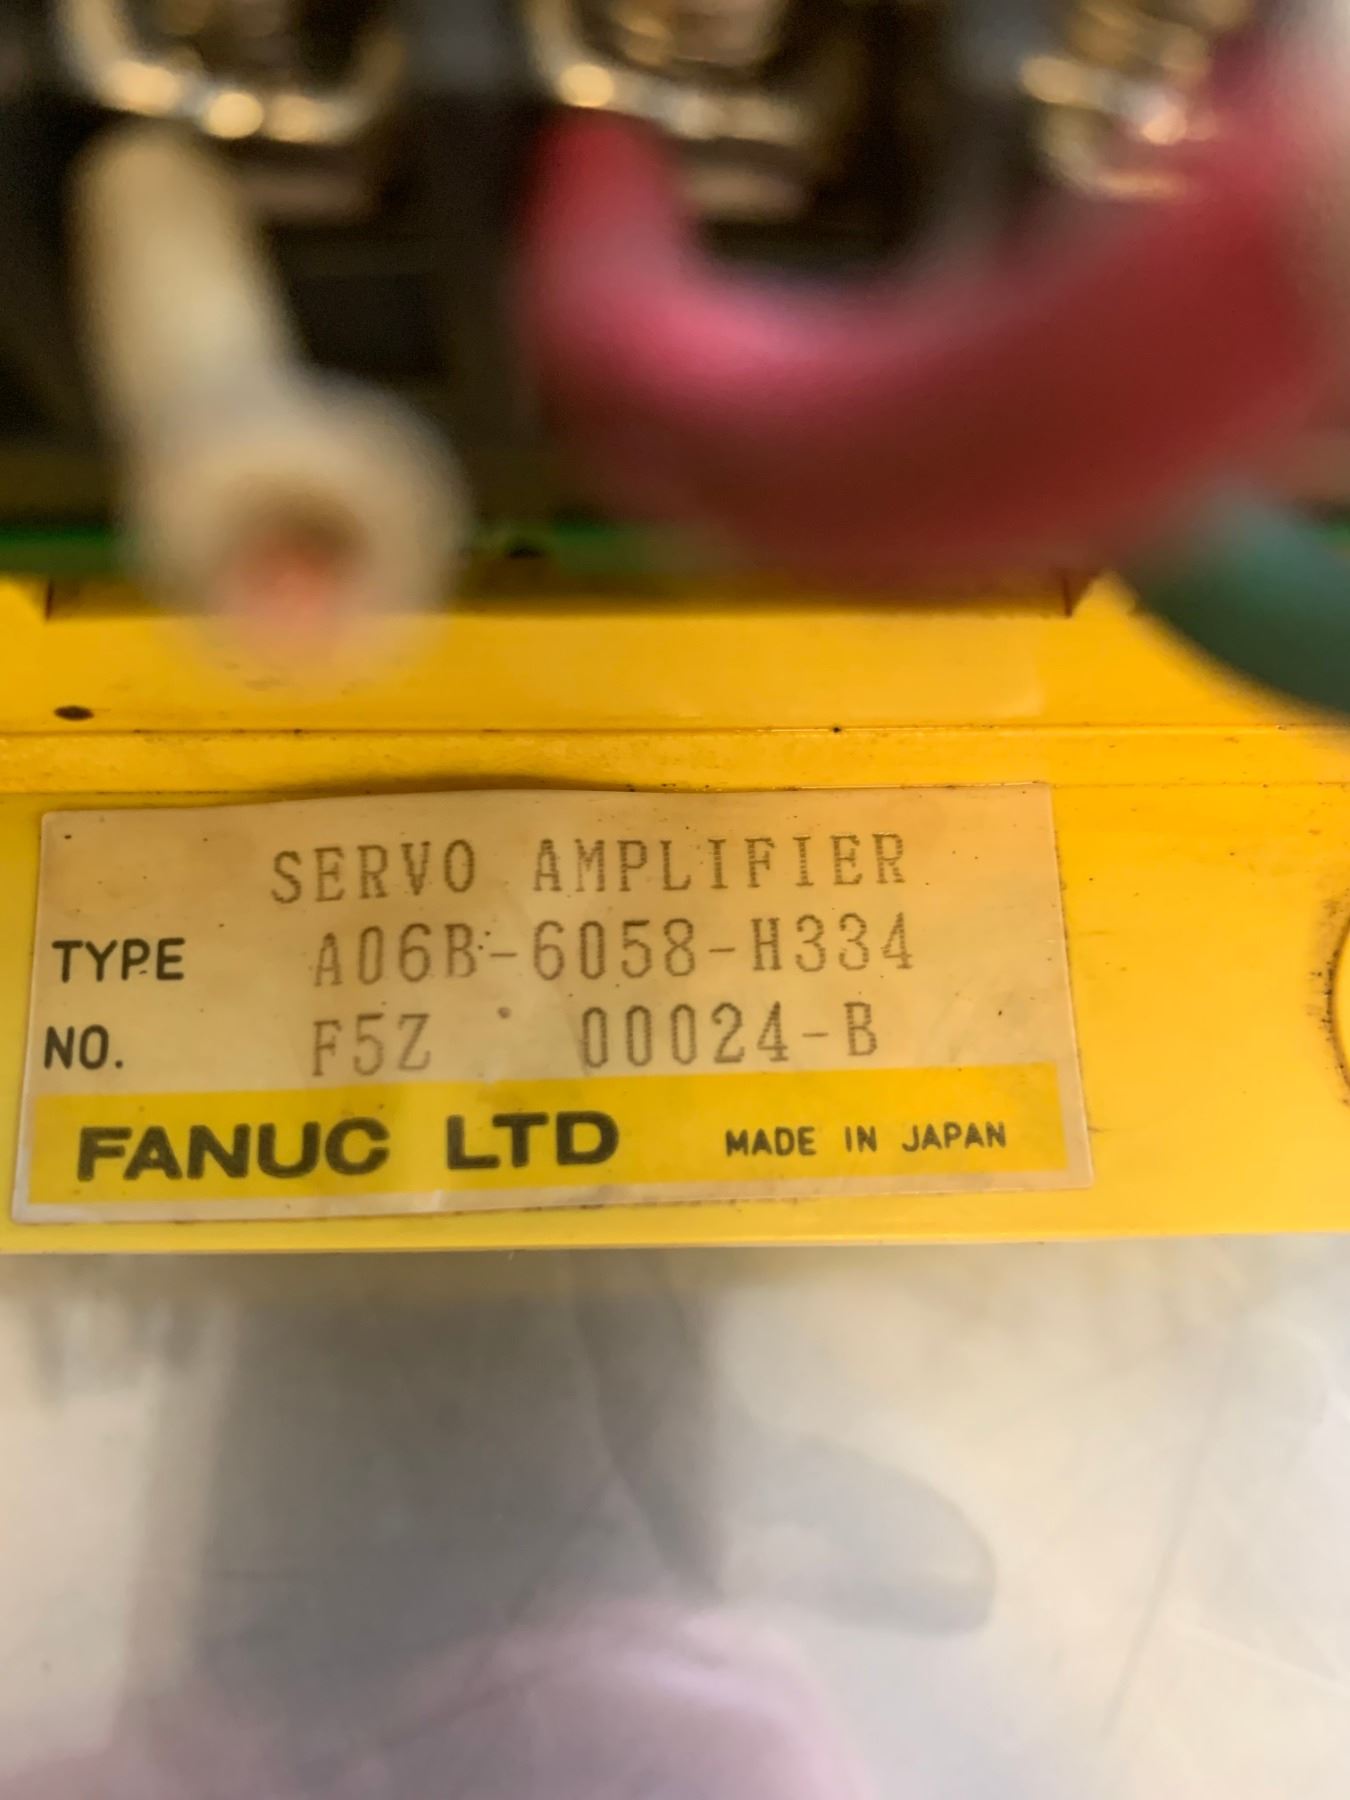 SERVO AMPLIFIER
TYPE A06B-6058-H334
NO. F5Z 00024-B
FANUC LTD MADE IN JAPAN